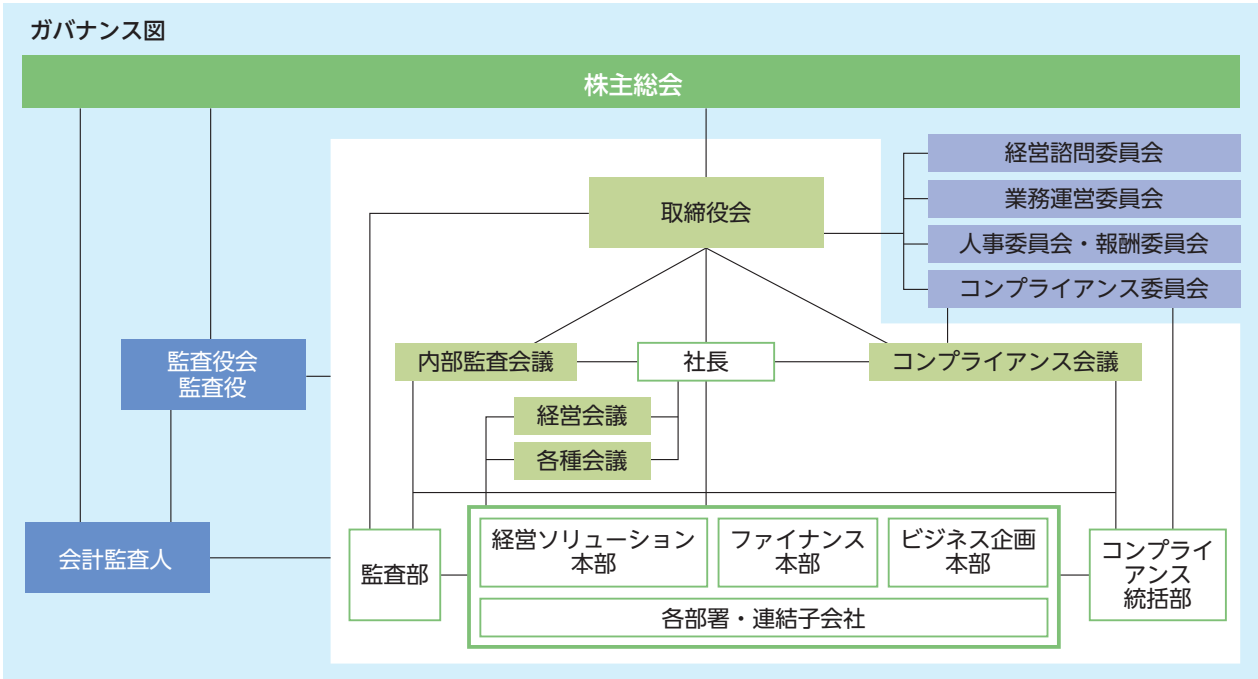 ガバナンス図
株主総会
経営諮問委員会
業務運営委員会
人事委員会・報酬委員会
コンプライアンス委員会
取締役会
監査役会
監査役
内部監査会議
社長
コンプライアンス会議
経営会議
各種会議
会計監査人
監査部
経営ソリューション
本部
ファイナンス
本部
ビジネス企画
本部
各部署・連結子会社
コンプライ
アンス
統括部